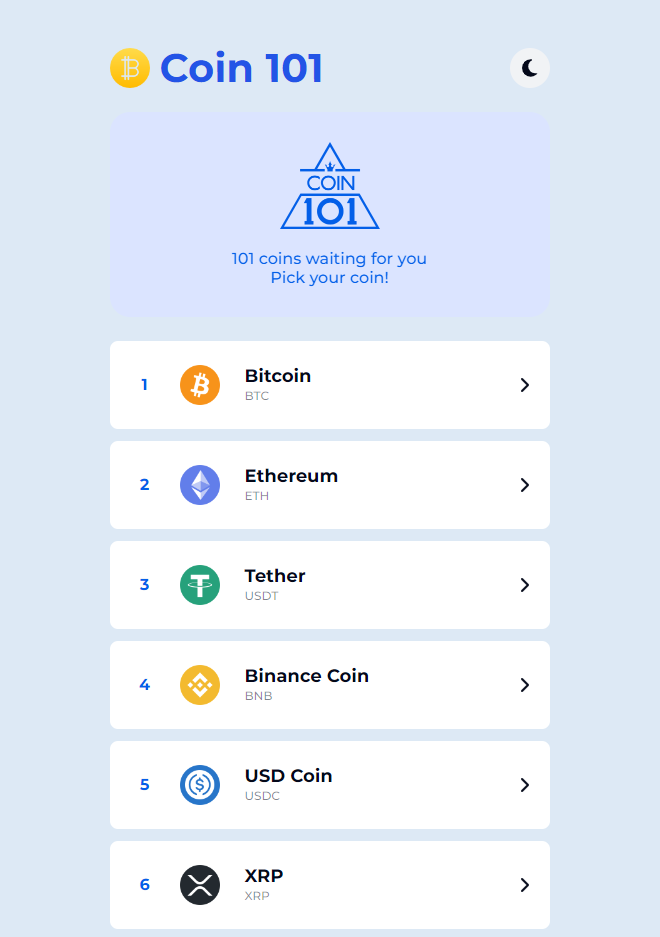 Coin 101
COIN
101
101 coins waiting for you
Pick your coin!
1
Bitcoin
BTC
2
Ethereum
ETH
3
Tether
USDT
4
Binance Coin
BNB
5
USD Coin
USDC
6
XRP
XRP